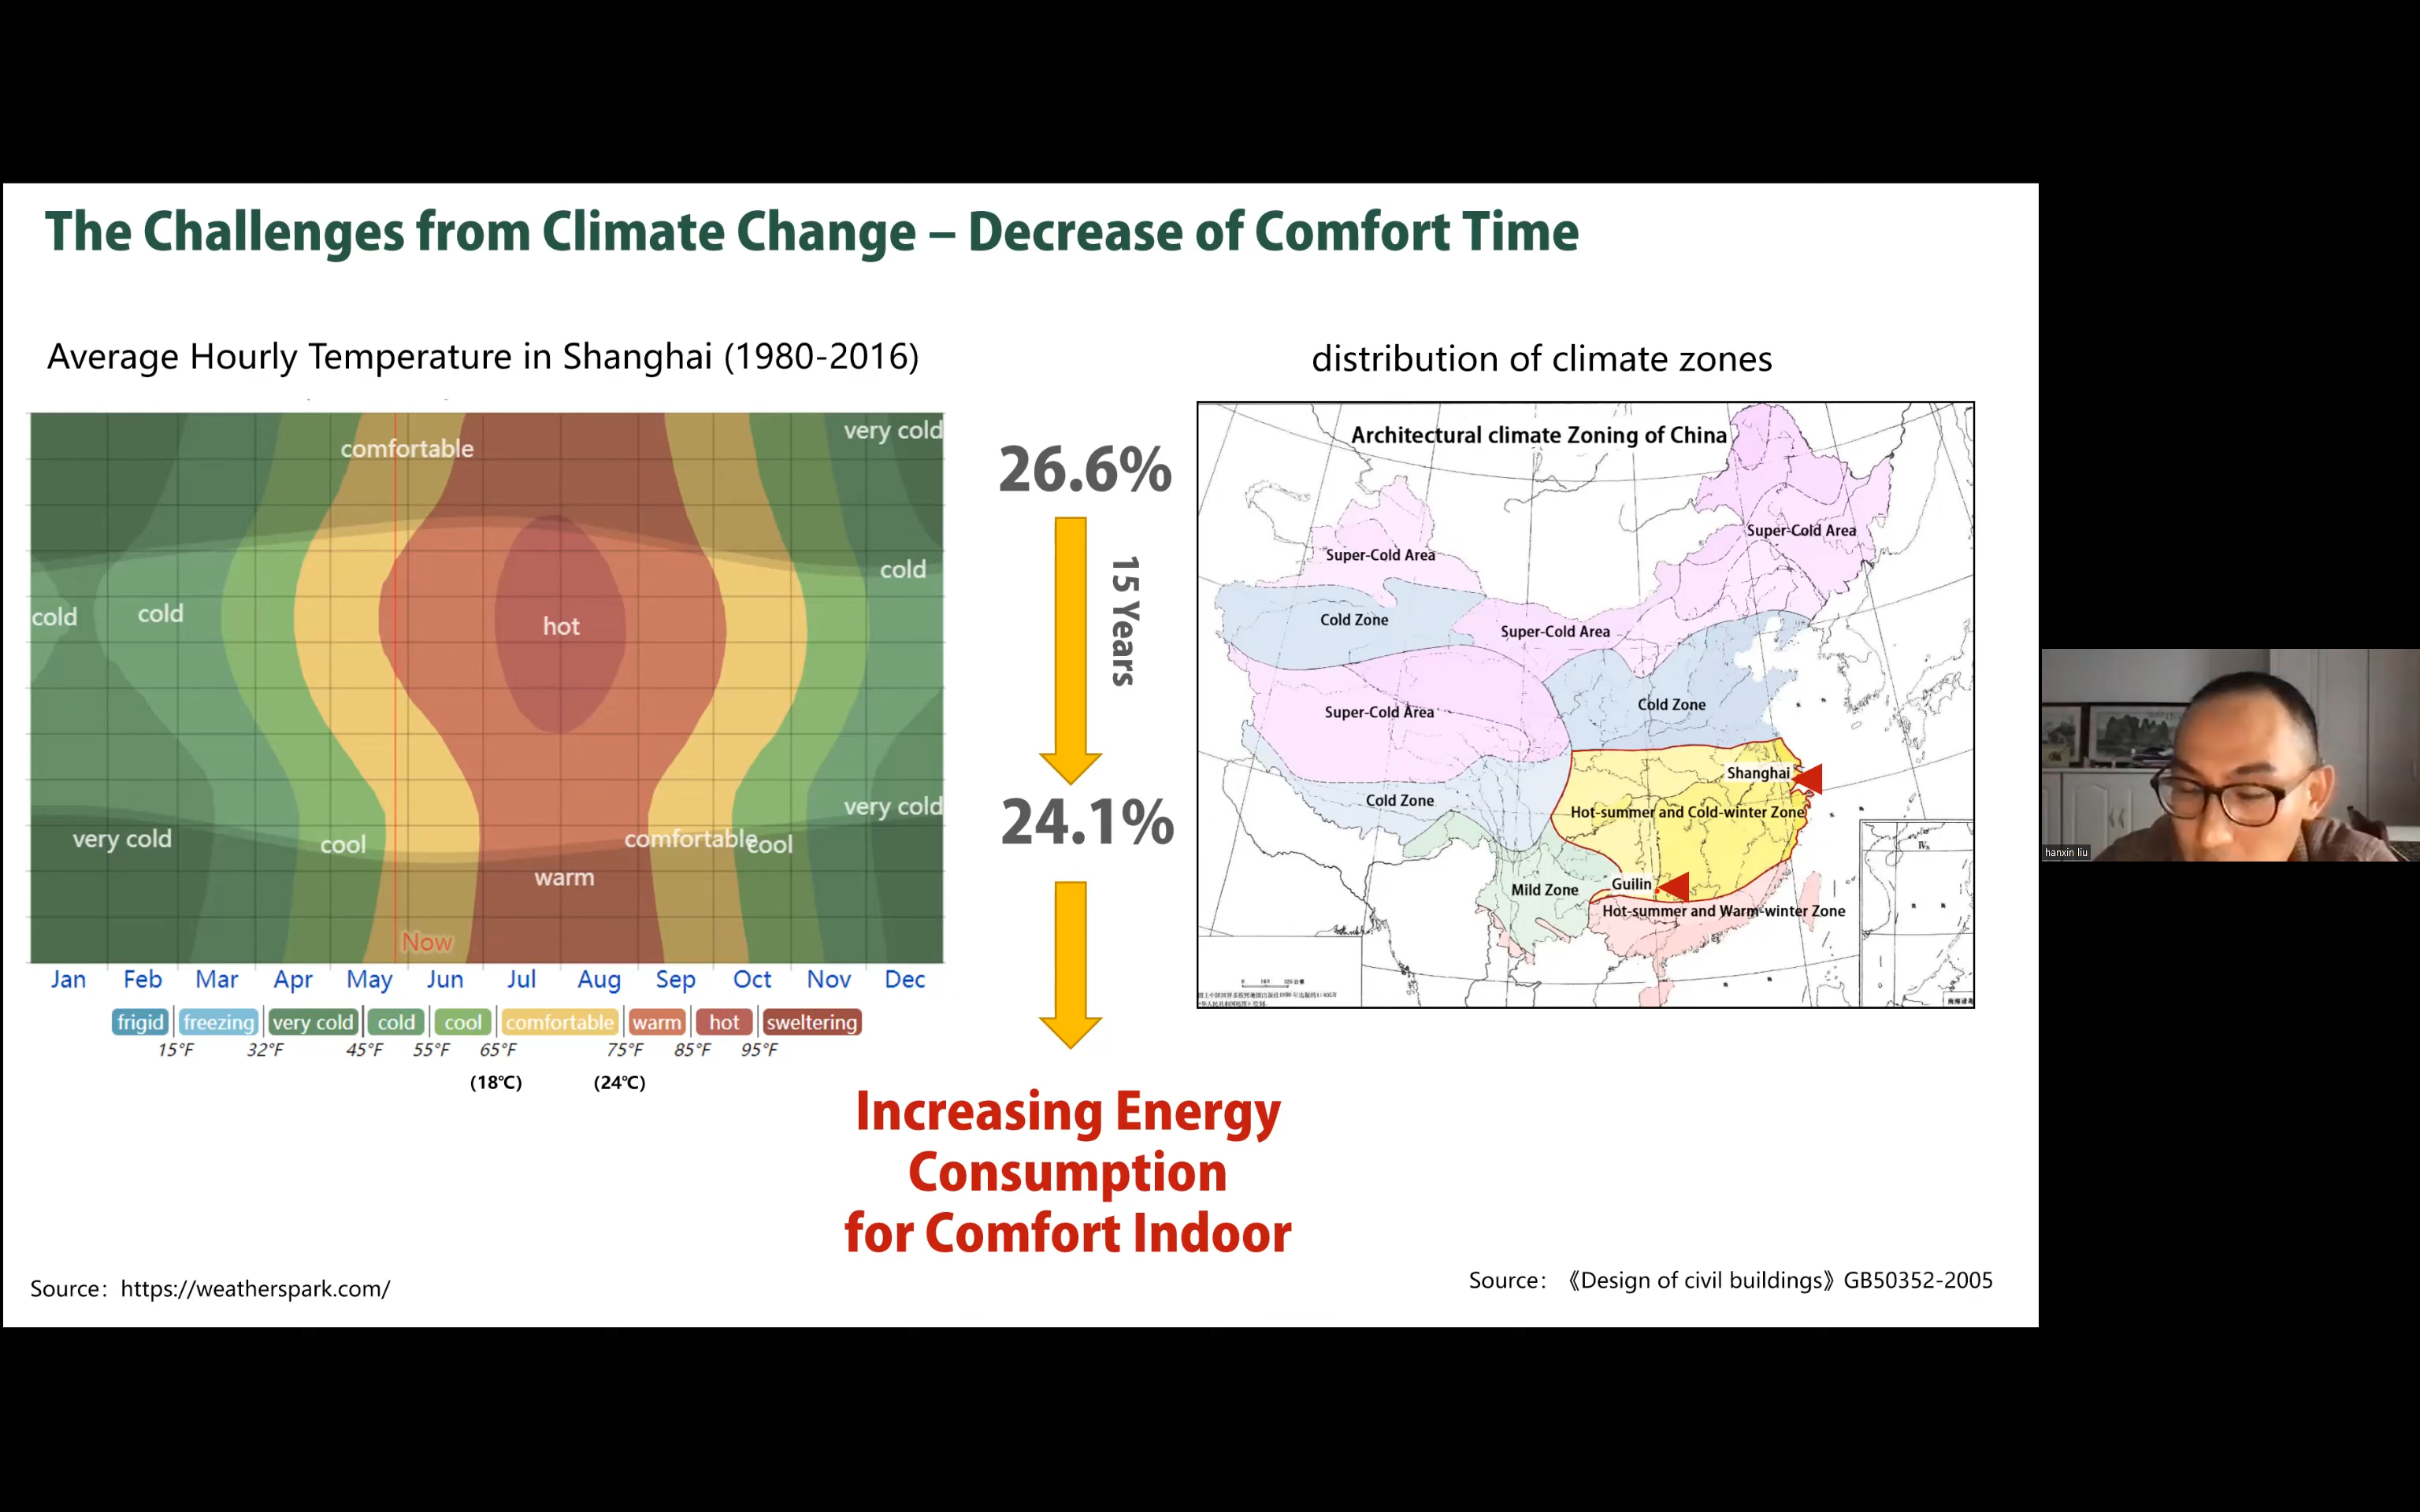 The Challenges from Climate Change – Decrease of Comfort Time
Average Hourly Temperature in Shanghai (1980-2016)
comfortable
very cold
cold
cold
cold
hot
very cold
very cold
cool
comfortable
cool
warm
Now
Jan Feb Mar Apr May Jun Jul Aug Sep Oct Nov Dec
frigid freezing very cold cold cool comfortable warm hot sweltering
15°F 32°F 45°F 55°F 65°F 75°F 85°F 95°F
(18℃) (24℃)
26.6%
15 Years
24.1%
Increasing Energy
Consumption
for Comfort Indoor
distribution of climate zones
Architectural climate Zoning of China
Super-Cold Area
Super-Cold Area
Cold Zone
Super-Cold Area
Cold Zone
Super-Cold Area
Shanghai
Cold Zone
Hot-summer and Cold-winter Zone
Guilin
Mild Zone
Hot-summer and Warm-winter Zone
Source：https://weatherspark.com/
Source：《Design of civil buildings》GB50352-2005
hanxin liu